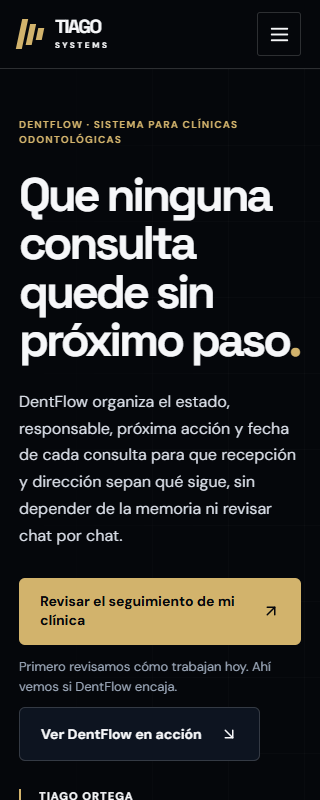 TIAGO
SYSTEMS
DENTFLOW · SISTEMA PARA CLÍNICAS
ODONTOLÓGICAS
Que ninguna
consulta
quede sin
próximo paso.
DentFlow organiza el estado,
responsable, próxima acción y fecha
de cada consulta para que recepción
y dirección sepan qué sigue, sin
depender de la memoria ni revisar
chat por chat.
Revisar el seguimiento de mi
clínica
Primero revisamos cómo trabajan hoy. Ahí
vemos si DentFlow encaja.
Ver DentFlow en acción
TIAGO ORTEGA